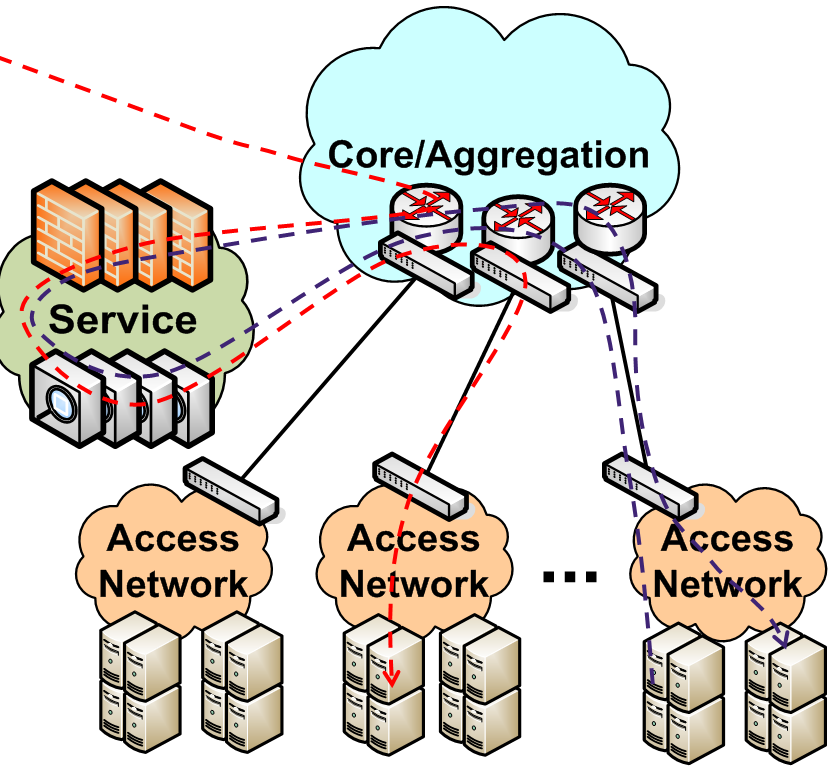 Core/Aggregation
Service
Access
Network
Access
Network
...
Access
Network